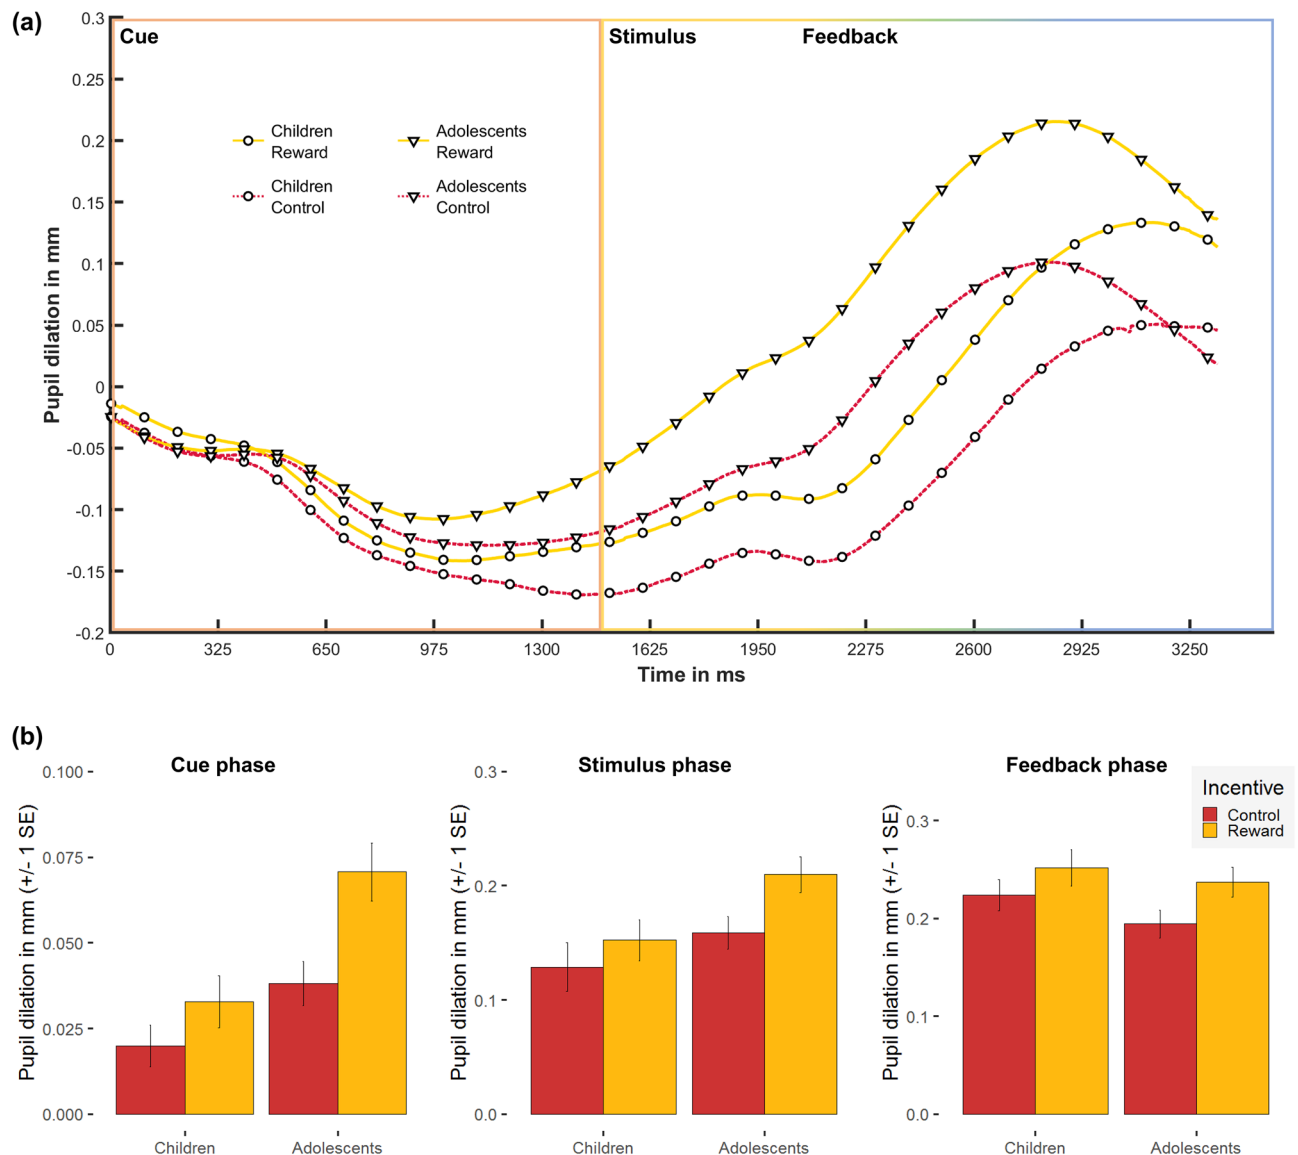 (a)
Cue
Stimulus
Feedback
0.3
0.25
0.2
0.15
0.1
0.05
0
-0.05
-0.1
-0.15
-0.2
Pupil dilation in mm
Children
Reward
Adolescents
Reward
Children
Control
Adolescents
Control
0 325 650 975 1300 1625 1950 2275 2600 2925 3250
Time in ms
(b)
Cue phase
0.100
0.075
0.050
0.025
0.000
Pupil dilation in mm (+/- 1 SE)
Children Adolescents
Stimulus phase
0.3
0.2
0.1
0.0
Pupil dilation in mm (+/- 1 SE)
Children Adolescents
Feedback phase
0.3
0.2
0.1
0.0
Pupil dilation in mm (+/- 1 SE)
Children Adolescents
Incentive
Control
Reward